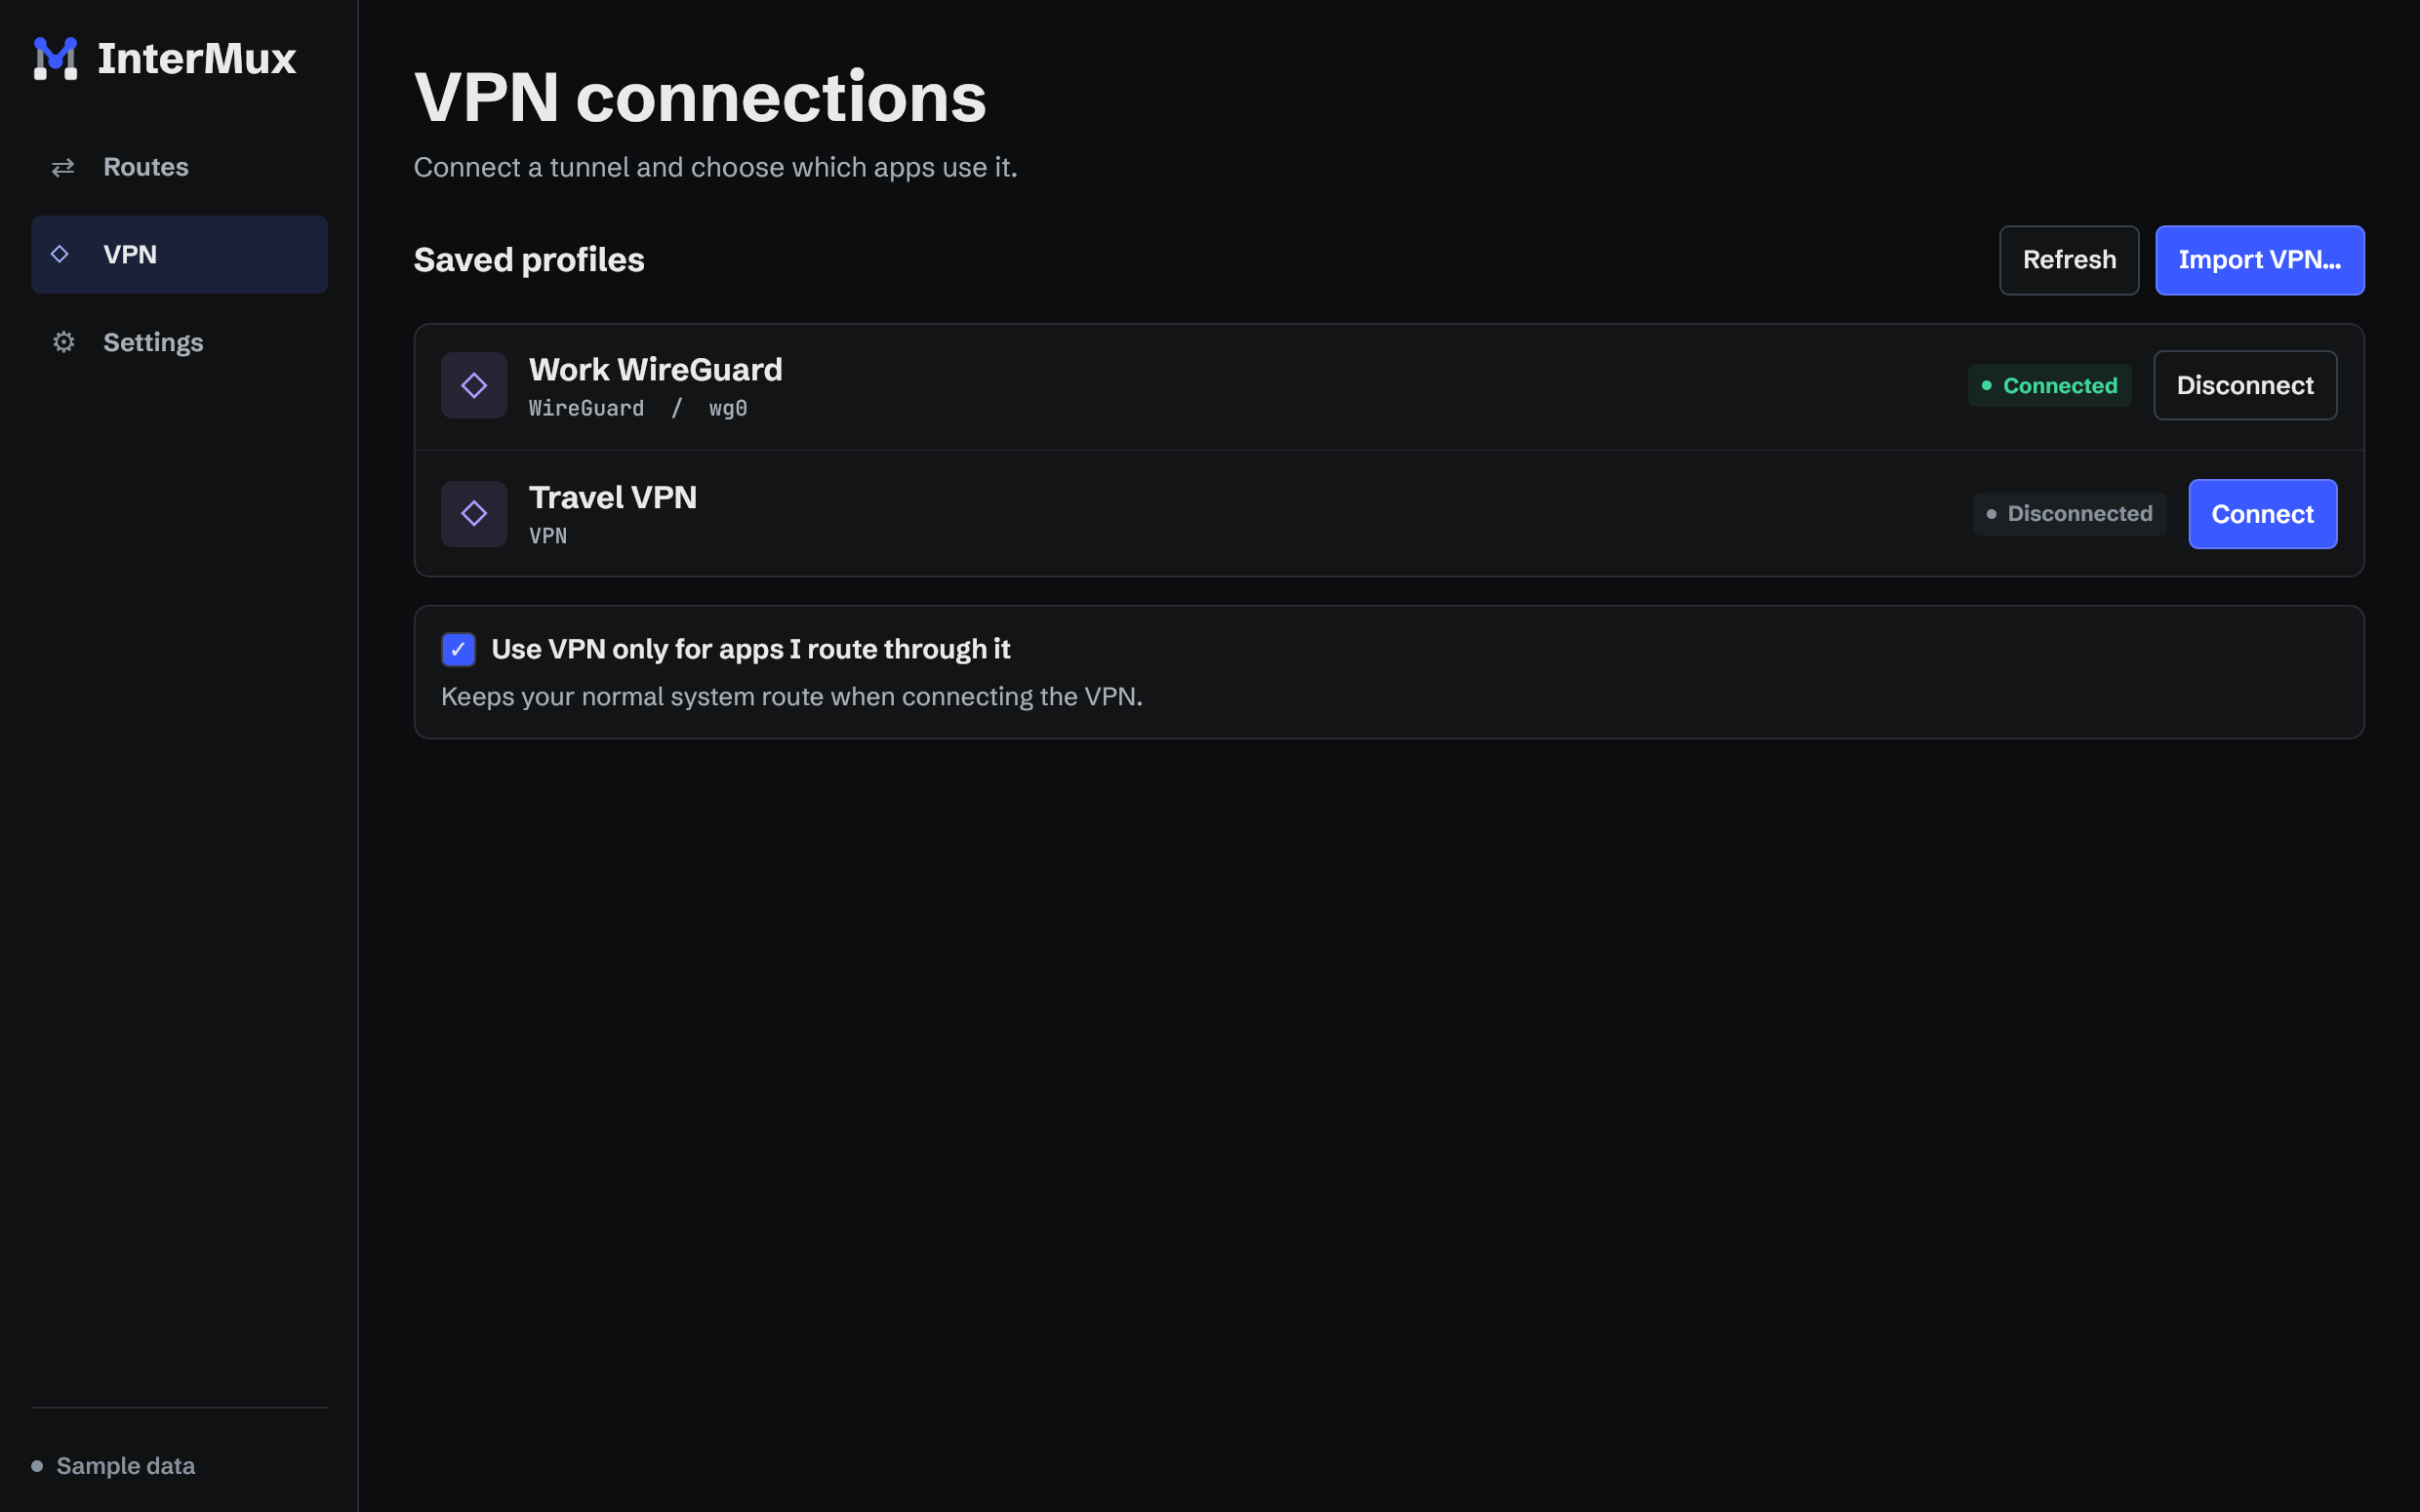 InterMux
Routes
VPN
Settings
Sample data
VPN connections
Connect a tunnel and choose which apps use it.
Saved profiles
Refresh
Import VPN...
Work WireGuard
WireGuard / wg0
Connected
Disconnect
Travel VPN
VPN
Disconnected
Connect
Use VPN only for apps I route through it
Keeps your normal system route when connecting the VPN.